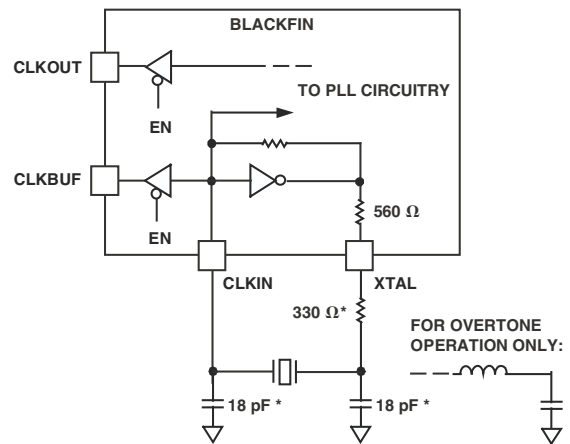 BLACKFIN
CLKOUT
TO PLL CIRCUITRY
EN
CLKBUF
560 Ω
EN
CLKIN
XTAL
330 Ω*
FOR OVERTONE
OPERATION ONLY:
18 pF *
18 pF *